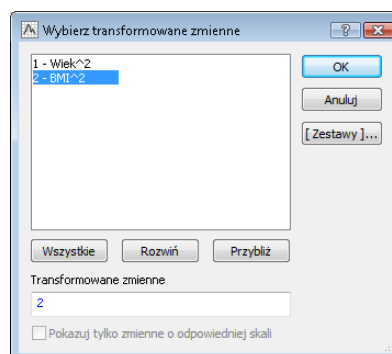 Wybierz transformowane zmienne
1 - Wiek^2
2 - BMI^2
OK
Anuluj
[ Zestawy ]...
Wszystkie Rozwiń Przybliż
Transformowane zmienne
2
Pokazuj tylko zmienne o odpowiedniej skali